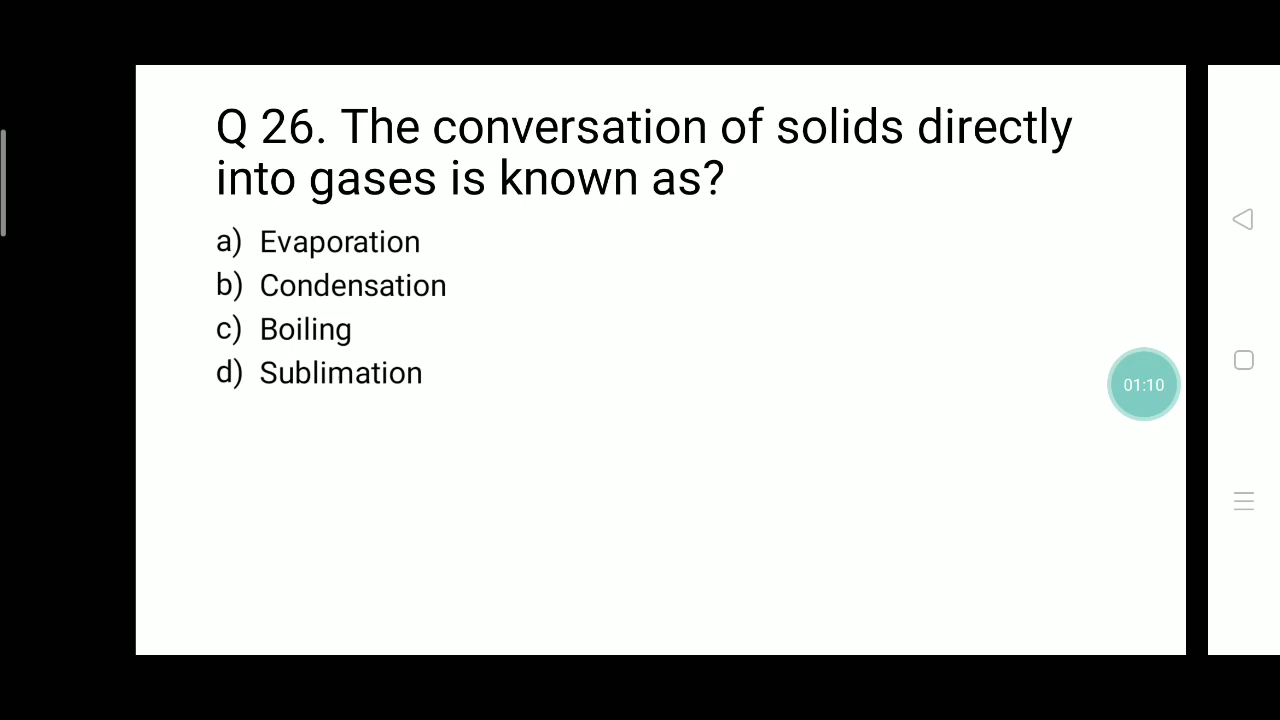 Q 26. The conversation of solids directly
into gases is known as?
a) Evaporation
b) Condensation
c) Boiling
d) Sublimation
01:10